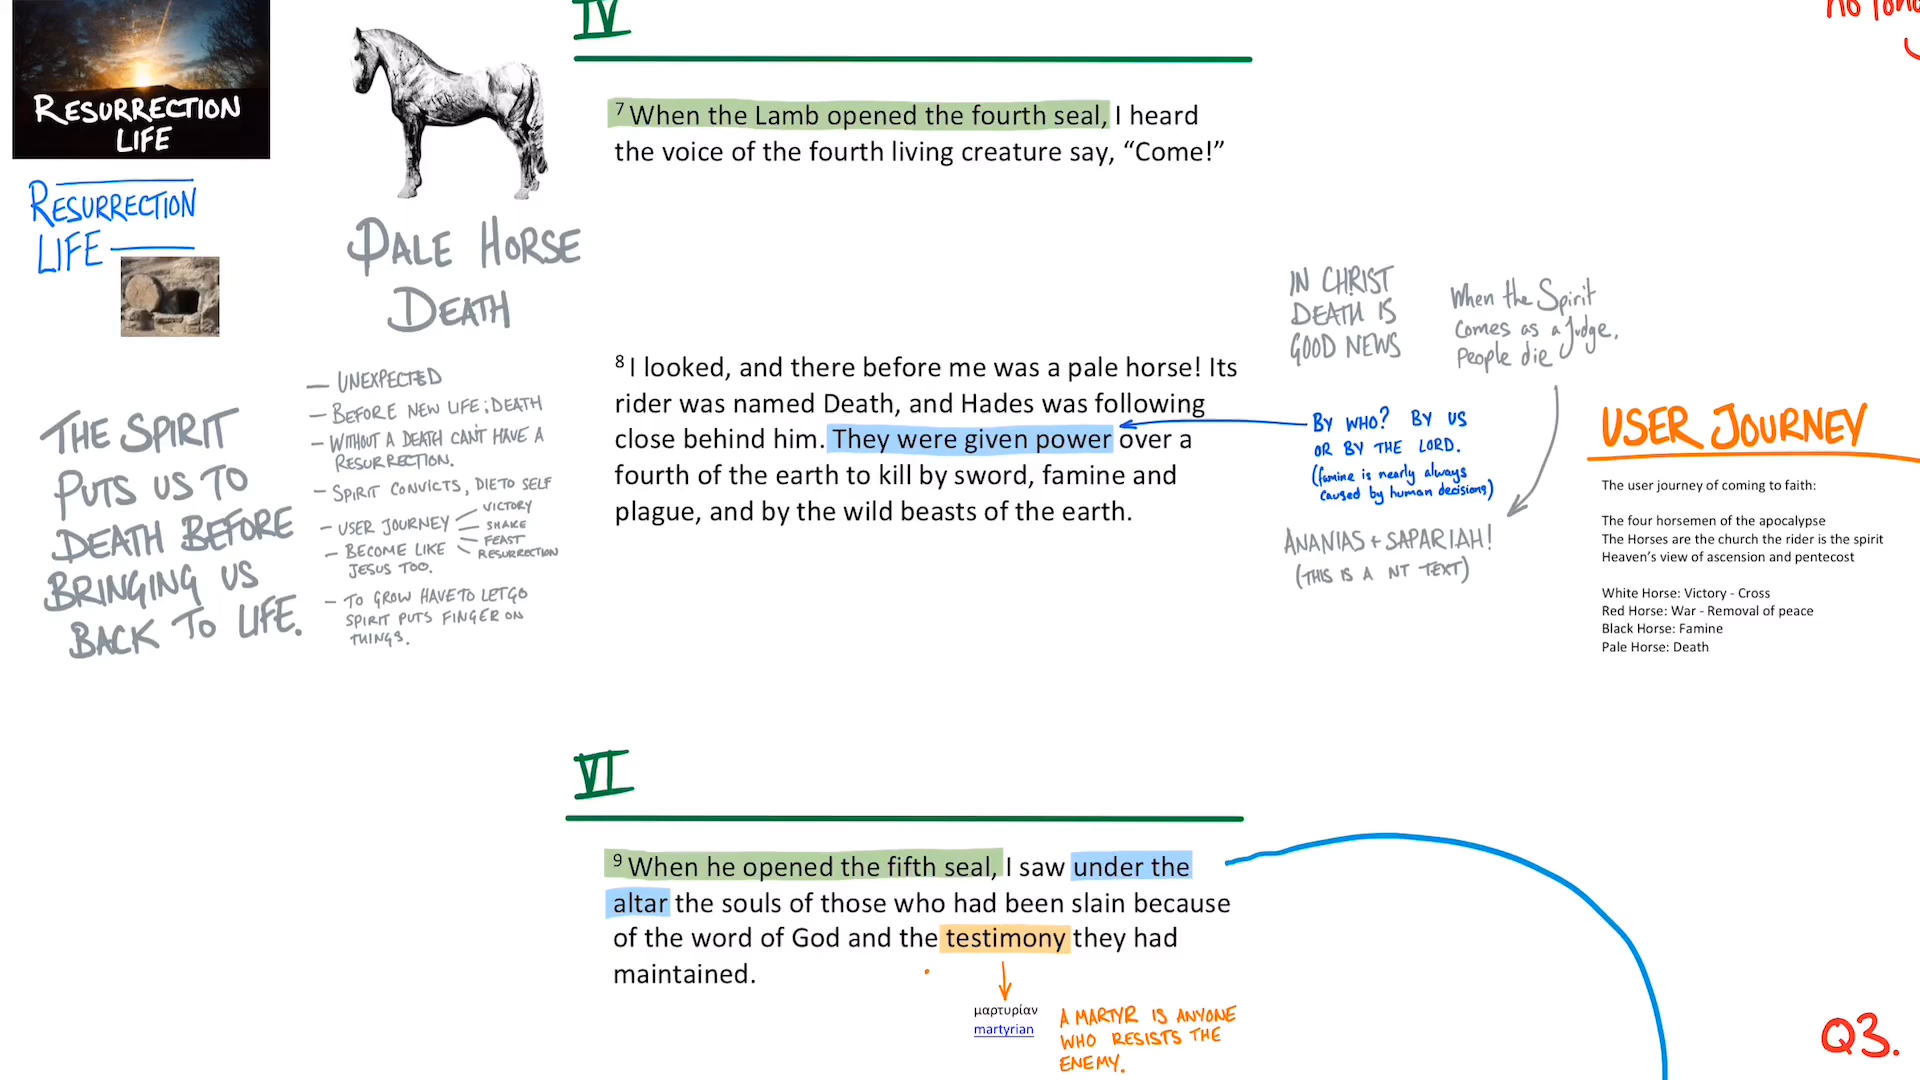 RESURRECTION
LIFE
RESURRECTION
LIFE
PALE HORSE
DEATH
THE SPIRIT
PUTS US TO
DEATH BEFORE
BRINGING US
BACK TO LIFE.
— UNEXPECTED
— BEFORE NEW LIFE; DEATH
— WITHOUT A DEATH CAN'T HAVE A
RESURRECTION.
— SPIRIT CONVICTS, DIE TO SELF
— USER JOURNEY
VICTORY
SHAKE
FEAST
RESURRECTION
— BECOME LIKE
JESUS TOO.
— TO GROW HAVE TO LET GO
SPIRIT PUTS FINGER ON
THINGS.
IV
7 When the Lamb opened the fourth seal, I heard
the voice of the fourth living creature say, “Come!”
8 I looked, and there before me was a pale horse! Its
rider was named Death, and Hades was following
close behind him. They were given power over a
fourth of the earth to kill by sword, famine and
plague, and by the wild beasts of the earth.
IN CHRIST
DEATH IS
GOOD NEWS
When the Spirit
comes as a Judge,
People die
BY WHO? BY US
OR BY THE LORD.
(famine is nearly always
caused by human decisions)
ANANIAS + SAPARIAH!
(THIS IS A NT TEXT)
USER JOURNEY
The user journey of coming to faith:
The four horsemen of the apocalypse
The Horses are the church the rider is the spirit
Heaven’s view of ascension and pentecost
White Horse: Victory - Cross
Red Horse: War - Removal of peace
Black Horse: Famine
Pale Horse: Death
VI
9 When he opened the fifth seal, I saw under the
altar the souls of those who had been slain because
of the word of God and the testimony they had
maintained.
μαρτυρίαν
martyrian
A MARTYR IS ANYONE
WHO RESISTS THE
ENEMY.
Q3.